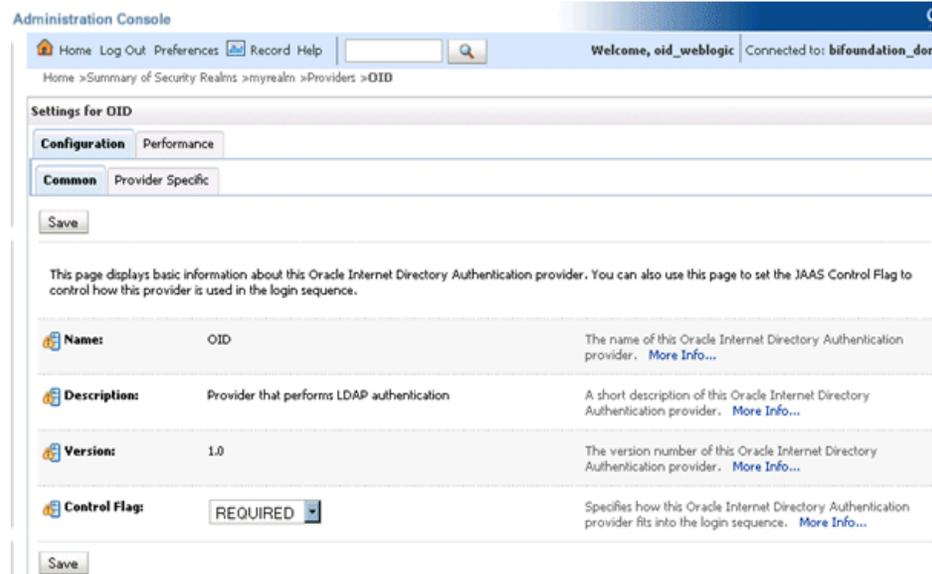 Administration Console
Home Log Out Preferences Record Help
Welcome, oid_weblogic Connected to: bifoundation_dor
Home >Summary of Security Realms >myrealm >Providers >OID
Settings for OID
Configuration Performance
Common Provider Specific
Save
This page displays basic information about this Oracle Internet Directory Authentication provider. You can also use this page to set the JAAS Control Flag to
control how this provider is used in the login sequence.
Name: OID The name of this Oracle Internet Directory Authentication
provider. More Info...
Description: Provider that performs LDAP authentication A short description of this Oracle Internet Directory
Authentication provider. More Info...
Version: 1.0 The version number of this Oracle Internet Directory
Authentication provider. More Info...
Control Flag: REQUIRED Specifies how this Oracle Internet Directory Authentication
provider fits into the login sequence. More Info...
Save